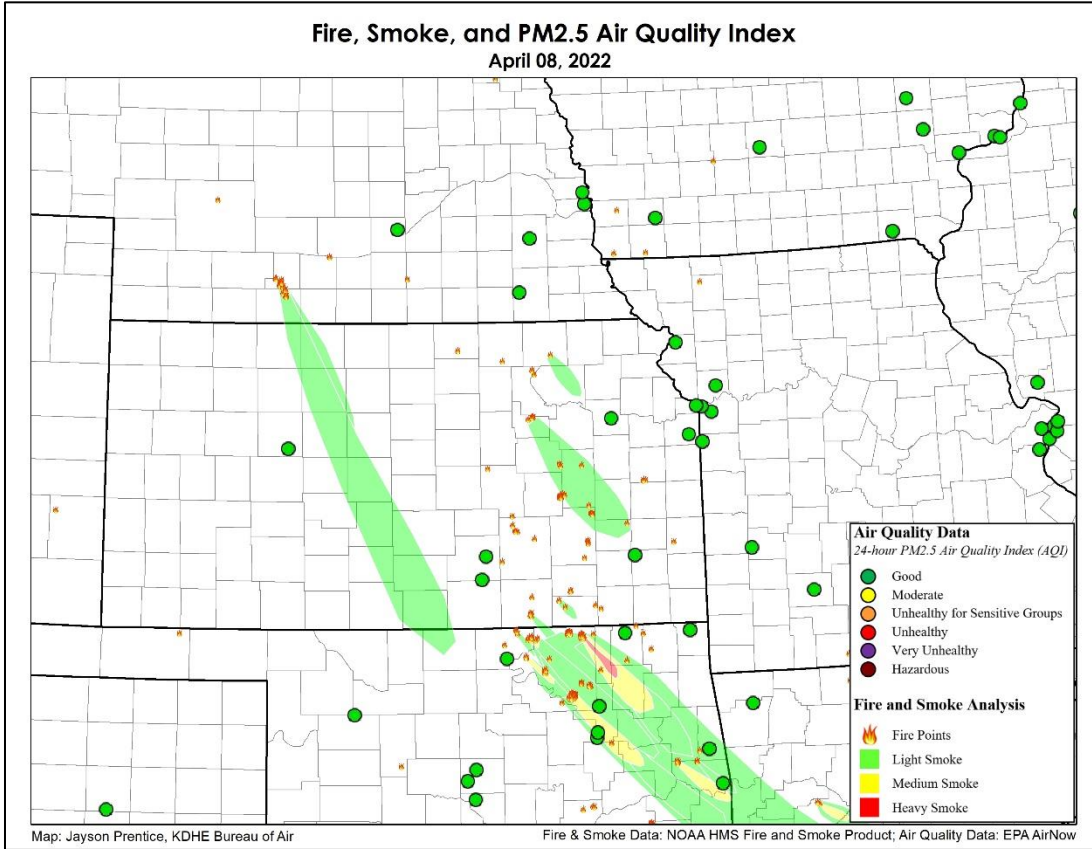 Fire, Smoke, and PM2.5 Air Quality Index
April 08, 2022
Air Quality Data
24-hour PM2.5 Air Quality Index (AQI)
Good
Moderate
Unhealthy for Sensitive Groups
Unhealthy
Very Unhealthy
Hazardous
Fire and Smoke Analysis
Fire Points
Light Smoke
Medium Smoke
Heavy Smoke
Map: Jayson Prentice, KDHE Bureau of Air
Fire & Smoke Data: NOAA HMS Fire and Smoke Product; Air Quality Data: EPA AirNow